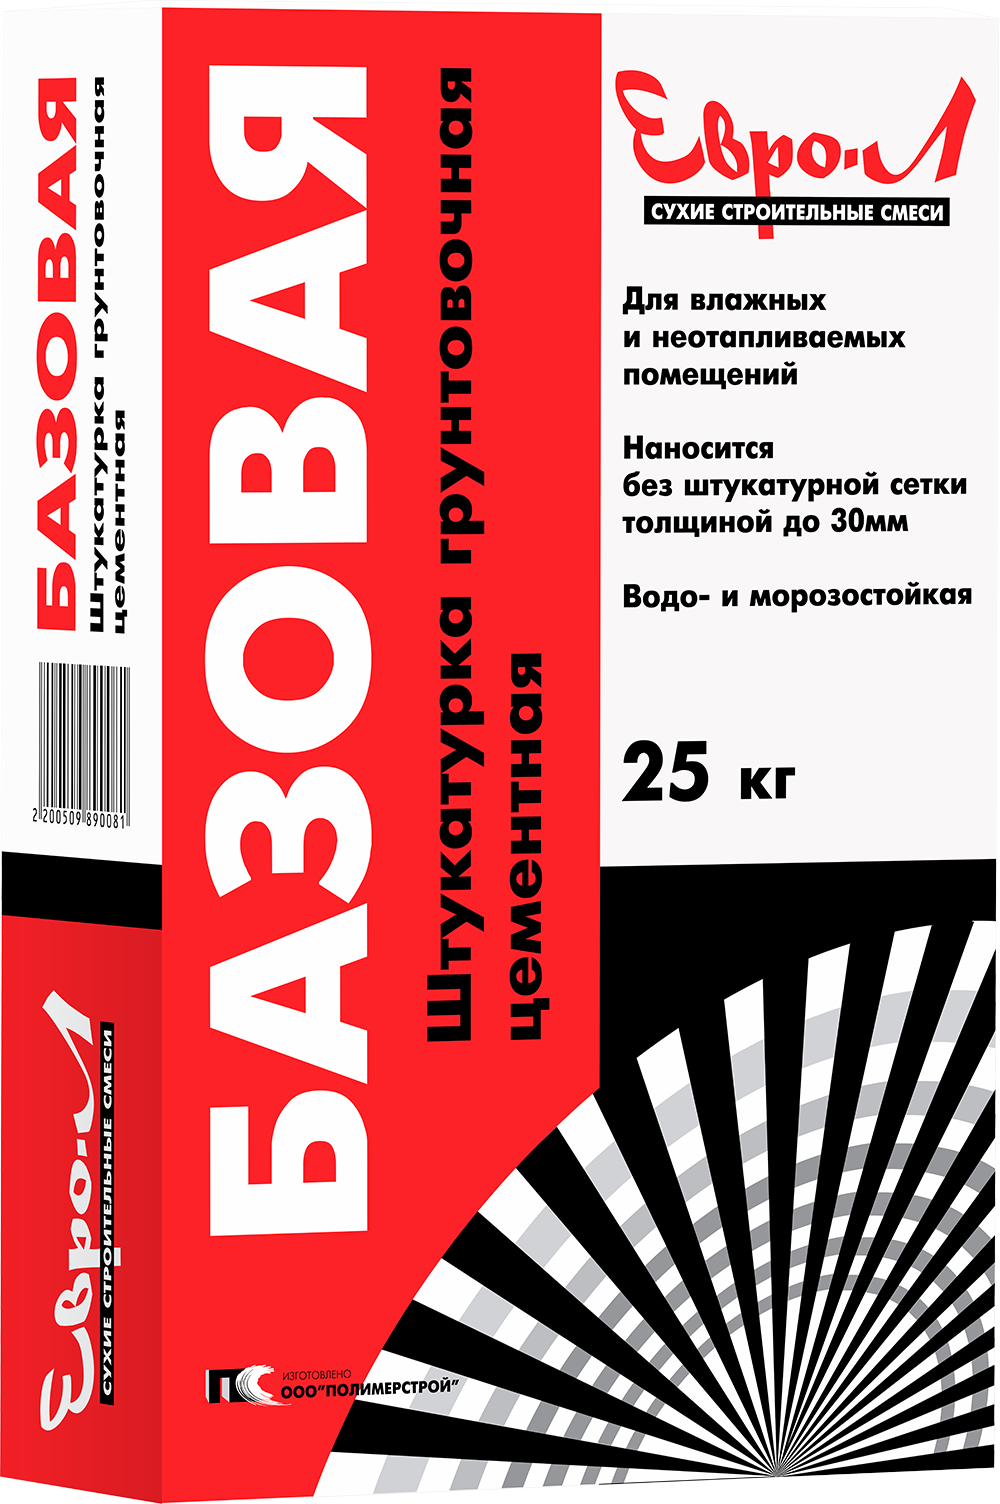 БАЗОВАЯ
Штукатурка грунтовочная
цементная
2 200509 890081
Евро-Л
СУХИЕ СТРОИТЕЛЬНЫЕ СМЕСИ
БАЗОВАЯ
Штукатурка грунтовочная
цементная
ПС
ИЗГОТОВЛЕНО
ООО"ПОЛИМЕРСТРОЙ"
Евро-Л
СУХИЕ СТРОИТЕЛЬНЫЕ СМЕСИ
Для влажных
и неотапливаемых
помещений
Наносится
без штукатурной сетки
толщиной до 30мм
Водо- и морозостойкая
25 кг